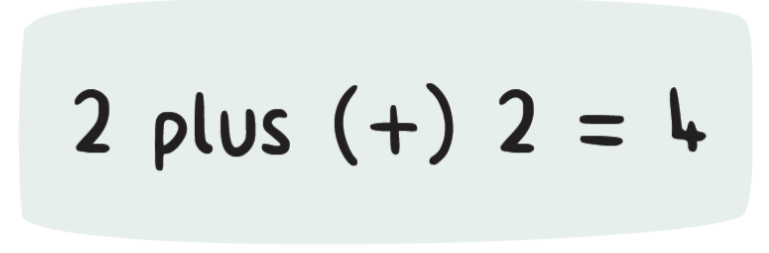 2 plus (+) 2 = 4